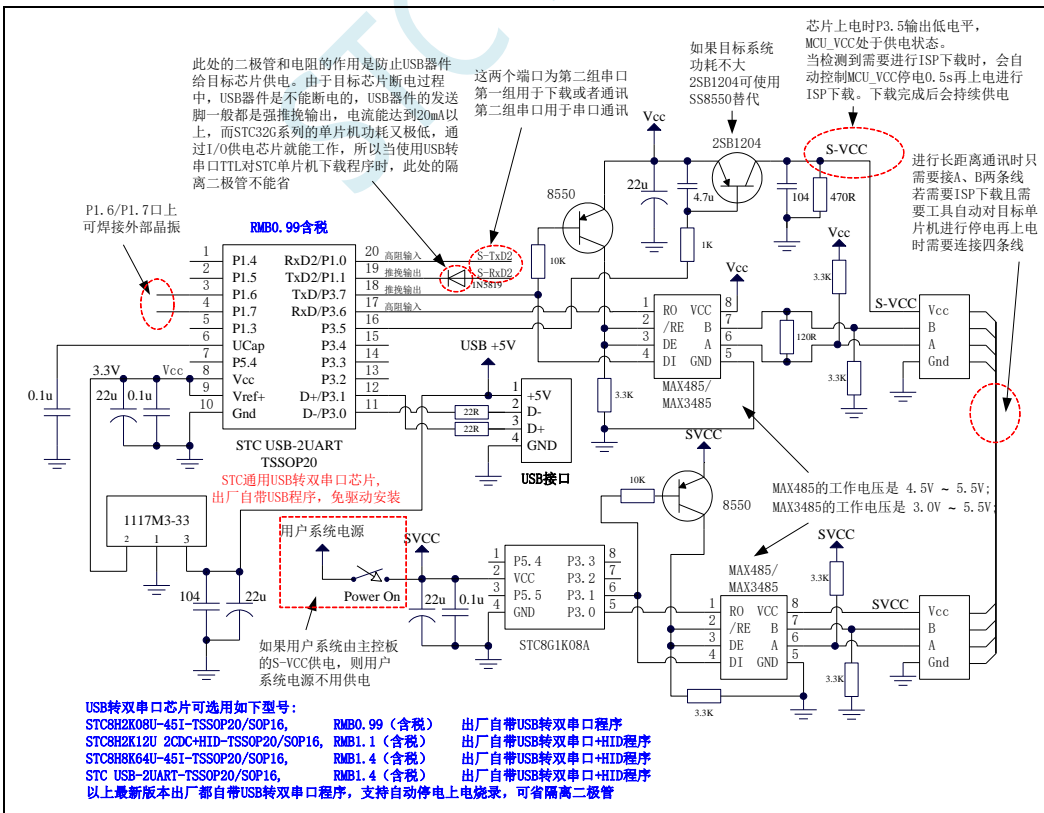 STC
芯片上电时P3.5输出低电平，
MCU_VCC处于供电状态。
当检测到需要进行ISP下载时，会自
动控制MCU_VCC停电0.5s再上电进行
ISP下载。下载完成后会持续供电
如果目标系统
功耗不大
2SB1204可使用
SS8550替代
此处的二极管和电阻的作用是防止USB器件
给目标芯片供电。由于目标芯片断电过程
中，USB器件是不能断电的，USB器件的发送
脚一般都是强推挽输出，电流能达到20mA以
上，而STC32G系列的单片机功耗又极低，通
过I/O供电芯片就能工作，所以当使用USB转
串口TTL对STC单片机下载程序时，此处的隔
离二极管不能省
这两个端口为第二组串口
第一组用于下载或者通讯
第二组串口用于串口通讯
进行长距离通讯时只
需要接A、B两条线
若需要ISP下载且需
要工具自动对目标单
片机进行停电再上电
时需要连接四条线
P1.6/P1.7口上
可焊接外部晶振
RMB0.99含税
1 P1.4
2 P1.5
3 P1.6
4 P1.7
5 P1.3
6 UCap
7 P5.4
8 Vcc
9 Vref+
10 Gnd
RxD2/P1.0 20 高阻输入 S-TxD2
TxD2/P1.1 19 推挽输出 S-RxD2
1N5819
TxD/P3.7 18 推挽输出
RxD/P3.6 17 高阻输入
P3.5 16
P3.4 15
P3.3 14
P3.2 13
D+/P3.1 12
D-/P3.0 11
STC USB-2UART
TSSOP20
STC通用USB转双串口芯片,
出厂自带USB程序，免驱动安装
0.1u
3.3V
Vcc
22u
0.1u
Vcc
2SB1204
S-VCC
8550
22u
4.7u
104
470R
10K
1K
Vcc
3.3K
Vcc
1 RO VCC 8
2 /RE B 7
3 DE A 6
4 DI GND 5
MAX485/
MAX3485
120R
3.3K
3.3K
S-VCC
Vcc
B
A
Gnd
USB +5V
1 +5V
2 D-
3 D+
4 GND
22R
22R
USB接口
1117M3-33
2 1 3
104
22u
用户系统电源
Power On
SVCC
22u
0.1u
如果用户系统由主控板
的S-VCC供电，则用户
系统电源不用供电
1 P5.4 P3.3 8
2 VCC P3.2 7
3 P5.5 P3.1 6
4 GND P3.0 5
STC8G1K08A
SVCC
10K
8550
MAX485的工作电压是 4.5V ~ 5.5V;
MAX3485的工作电压是 3.0V ~ 5.5V;
MAX485/
MAX3485
1 RO VCC 8
2 /RE B 7
3 DE A 6
4 DI GND 5
SVCC
3.3K
3.3K
3.3K
SVCC
Vcc
B
A
Gnd
USB转双串口芯片可选用如下型号:
STC8H2K08U-45I-TSSOP20/SOP16, RMB0.99（含税） 出厂自带USB转双串口程序
STC8H2K12U 2CDC+HID-TSSOP20/SOP16, RMB1.1（含税） 出厂自带USB转双串口+HID程序
STC8H8K64U-45I-TSSOP20/SOP16, RMB1.4（含税） 出厂自带USB转双串口+HID程序
STC USB-2UART-TSSOP20/SOP16, RMB1.4（含税） 出厂自带USB转双串口+HID程序
以上最新版本出厂都自带USB转双串口程序，支持自动停电上电烧录，可省隔离二极管